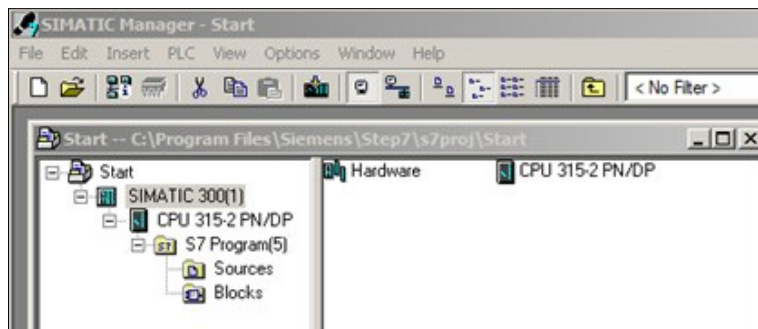 SIMATIC Manager - Start
File Edit Insert PLC View Options Window Help
< No Filter >
Start -- C:\Program Files\Siemens\Step7\s7proj\Start
Start
Hardware CPU 315-2 PN/DP
SIMATIC 300(1)
CPU 315-2 PN/DP
S7 Program(5)
Sources
Blocks